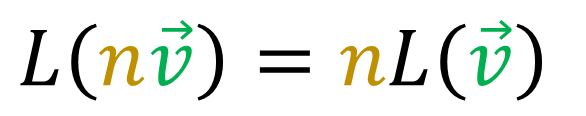 L(nv⃗) = nL(v⃗)